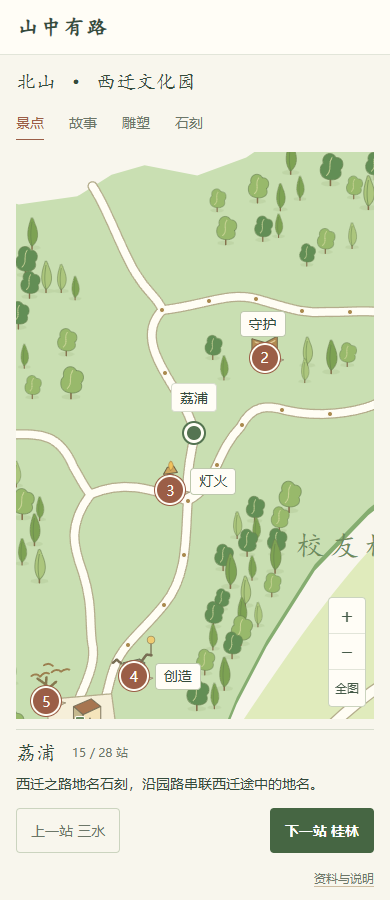 山中有路
北山 • 西迁文化园
景点 故事 雕塑 石刻
守护
2
荔浦
灯火
3
校友
+
−
全图
4
创造
5
荔浦 15 / 28 站
西迁之路地名石刻，沿园路串联西迁途中的地名。
上一站 三水
下一站 桂林
资料与说明